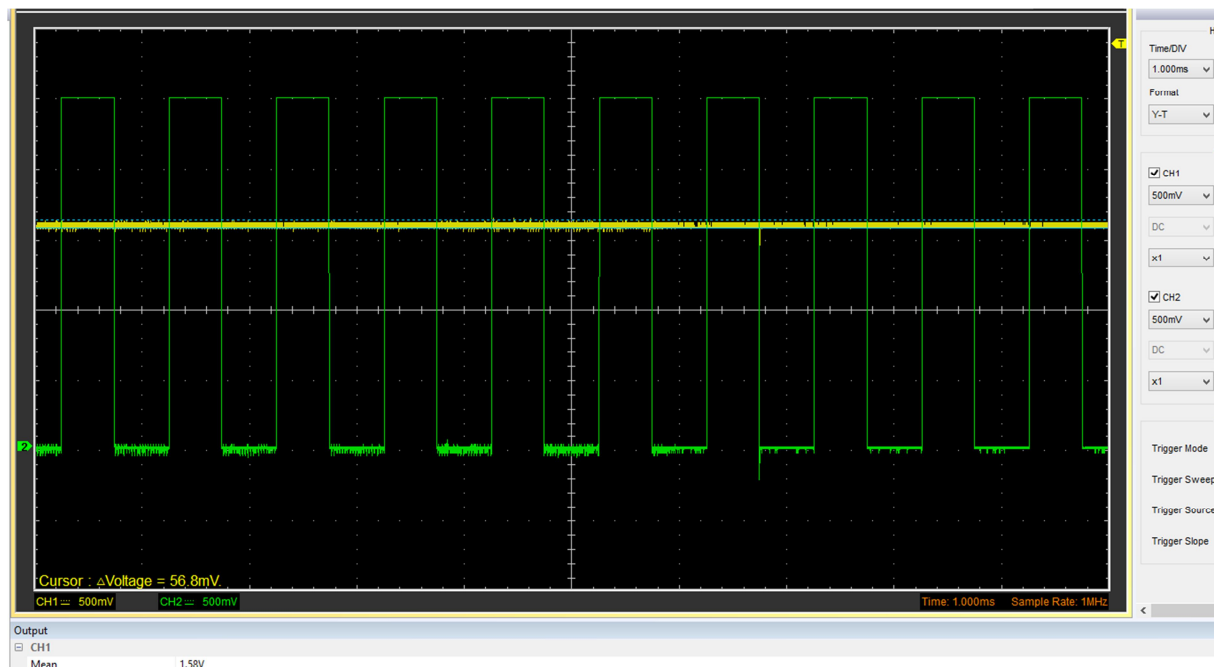 H
T
Time/DIV
1.000ms
Format
Y-T
CH1
500mV
DC
x1
CH2
500mV
DC
x1
2
Trigger Mode
Trigger Sweep
Trigger Source
Trigger Slope
Cursor : △Voltage = 56.8mV.
CH1 500mV CH2 500mV Time: 1.000ms Sample Rate: 1MHz
Output
CH1
Mean 1.58V